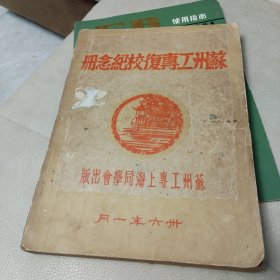 蘇州工專復校紀念冊
蘇州工專上海同學會出版
卅六年一月
使用指南